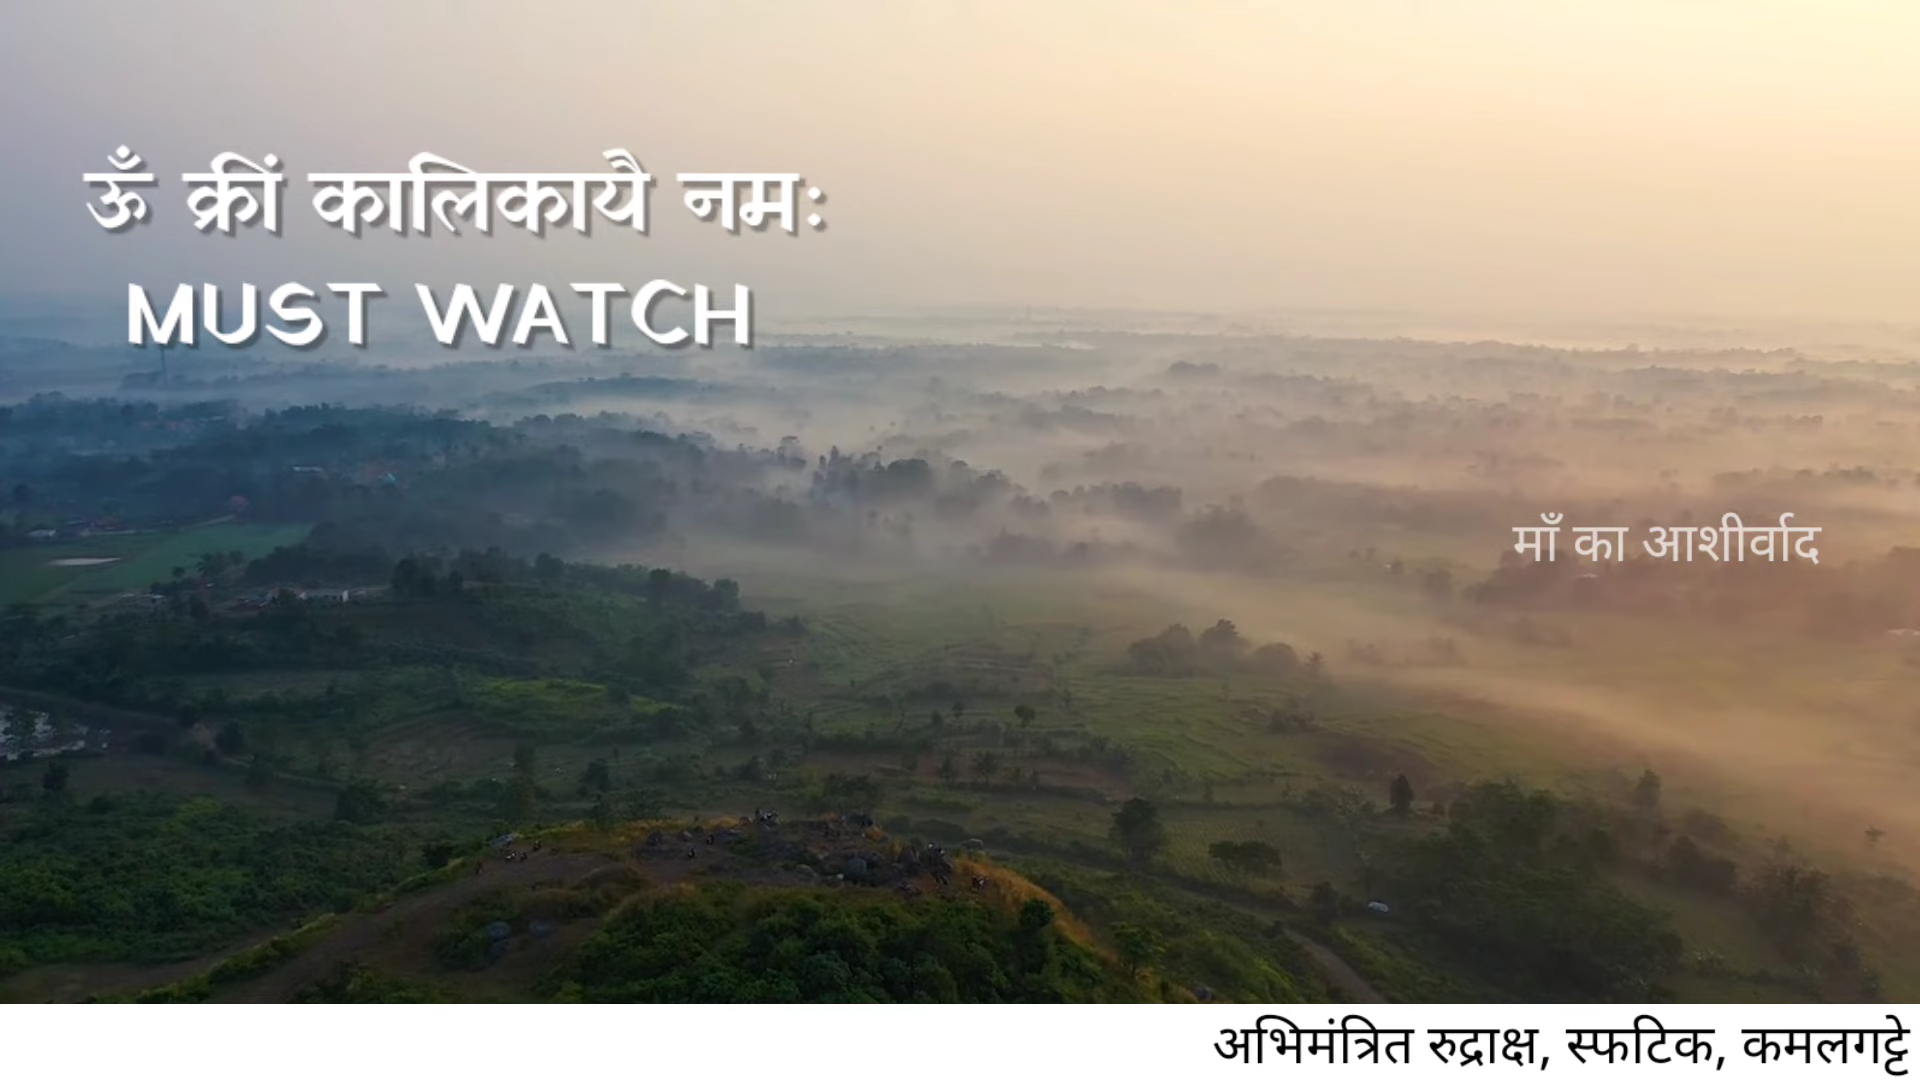 ऊँ क्रीं कालिकायै नमः
MUST WATCH
माँ का आशीर्वाद
अभिमंत्रित रुद्राक्ष, स्फटिक, कमलगट्टे